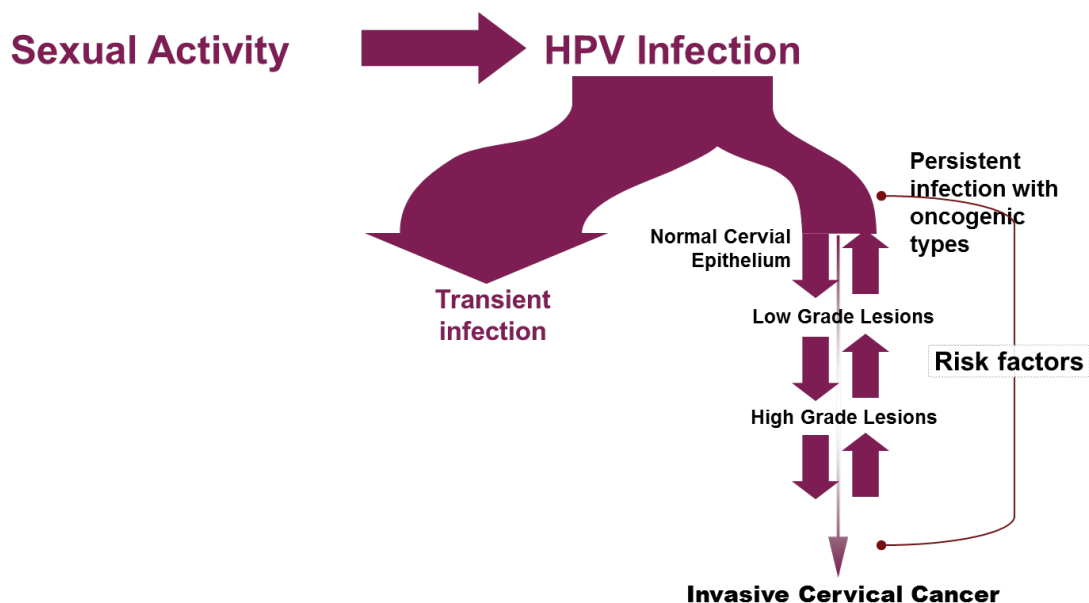 Sexual Activity
HPV Infection
Persistent
infection with
oncogenic
types
Normal Cervial
Epithelium
Transient
infection
Low Grade Lesions
Risk factors
High Grade Lesions
Invasive Cervical Cancer